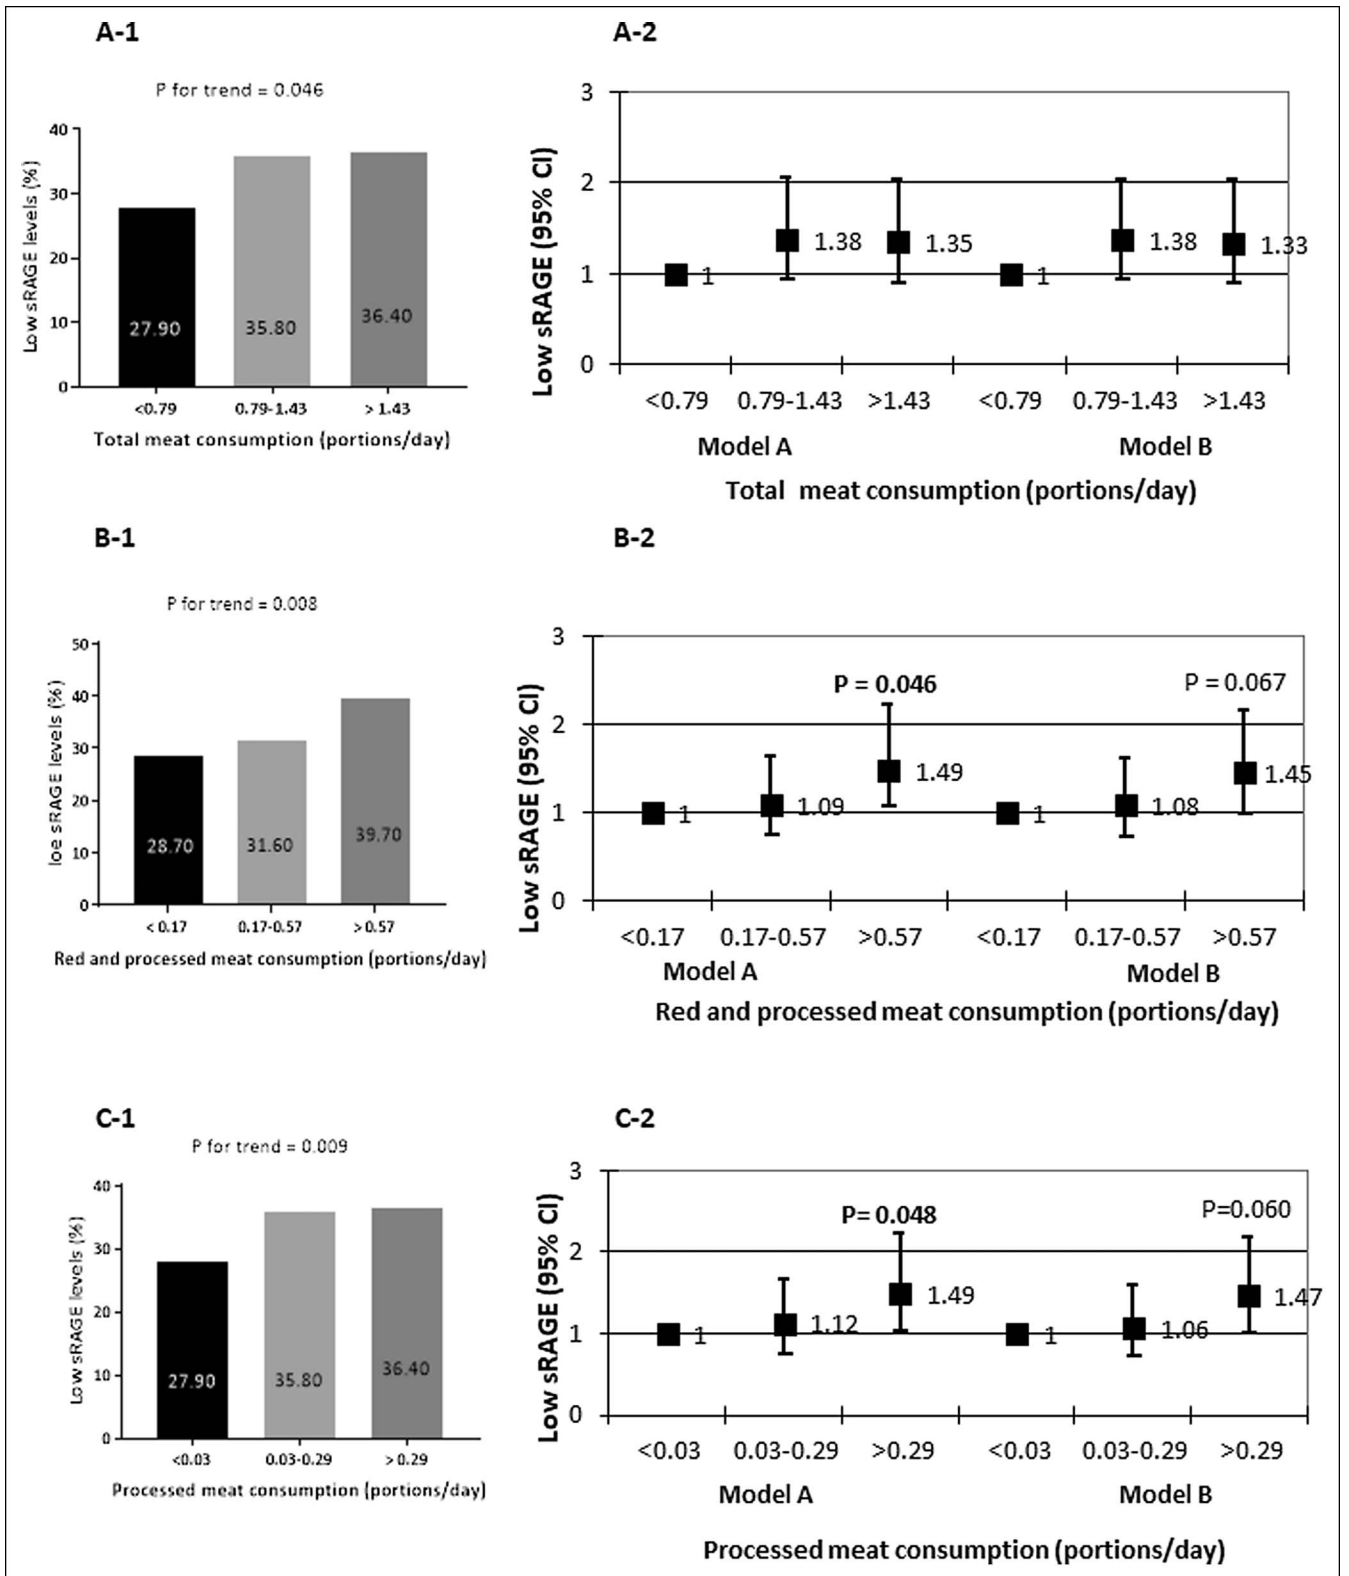 A-1
P for trend = 0.046
Low sRAGE levels (%)
40
30
20
10
0
27.90
35.80
36.40
<0.79
0.79-1.43
> 1.43
Total meat consumption (portions/day)
A-2
Low sRAGE (95% CI)
3
2
1
0
1
1.38
1.35
1
1.38
1.33
<0.79 0.79-1.43 >1.43 <0.79 0.79-1.43 >1.43
Model A
Model B
Total meat consumption (portions/day)
B-1
P for trend = 0.008
loe sRAGE levels (%)
50
40
30
20
10
0
28.70
31.60
39.70
< 0.17
0.17-0.57
> 0.57
Red and processed meat consumption (portions/day)
B-2
Low sRAGE (95% CI)
3
2
1
0
P = 0.046
P = 0.067
1
1.09
1.49
1
1.08
1.45
<0.17 0.17-0.57 >0.57 <0.17 0.17-0.57 >0.57
Model A
Model B
Red and processed meat consumption (portions/day)
C-1
P for trend = 0.009
Low sRAGE levels (%)
40
30
20
10
0
27.90
35.80
36.40
<0.03
0.03-0.29
> 0.29
Processed meat consumption (portions/day)
C-2
Low sRAGE (95% CI)
3
2
1
0
P= 0.048
P=0.060
1
1.12
1.49
1
1.06
1.47
<0.03 0.03-0.29 >0.29 <0.03 0.03-0.29 >0.29
Model A
Model B
Processed meat consumption (portions/day)